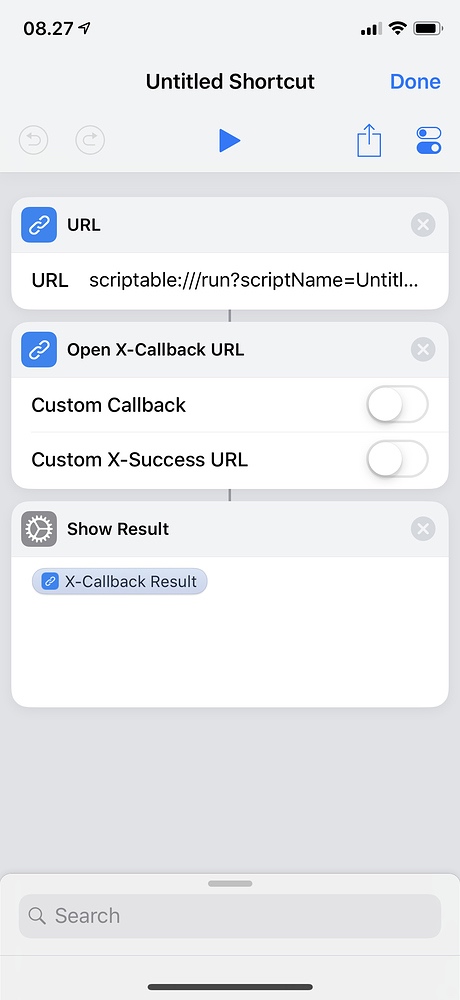 08.27
Untitled Shortcut Done
URL
URL scriptable:///run?scriptName=Untitl...
Open X-Callback URL
Custom Callback
Custom X-Success URL
Show Result
X-Callback Result
Search